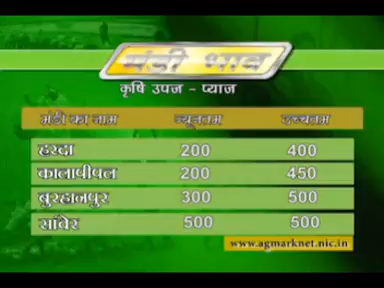 मंडी भाव
कृषि उपज - प्याज
मंडी का नाम न्यूनतम उच्चतम
हरदा 200 400
कालापीपल 200 450
बुरहानपुर 300 500
सांवेर 500 500
www.agmarknet.nic.in